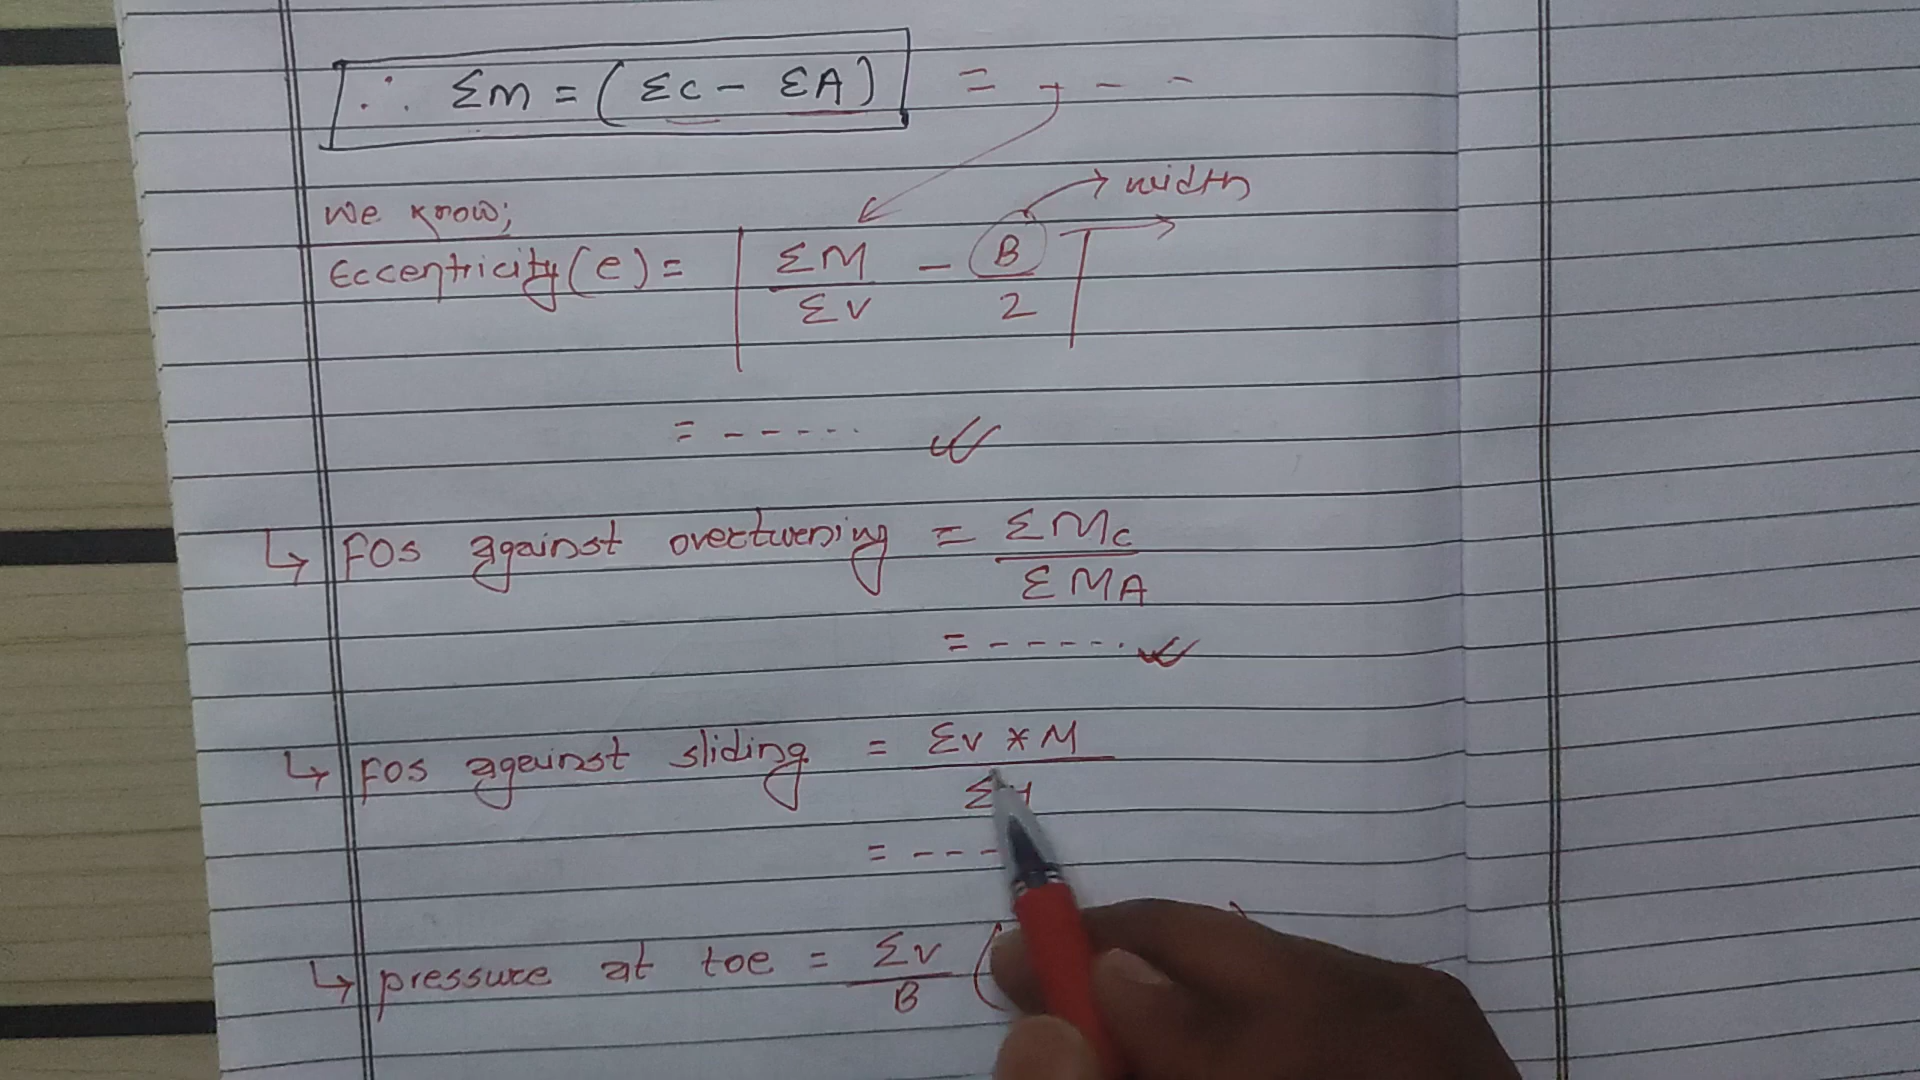 ∴ ΣM = (ΣC - ΣA) = - - - -
→ width
We know;
Eccentricity(e) = | ΣM/ΣV - B/2 |
= - - - - -
↳ FOS against overturning = ΣMC/ΣMA
= - - - - - -
↳ FOS against sliding = ΣV * M/ΣH
= - - -
↳ pressure at toe = ΣV/B (